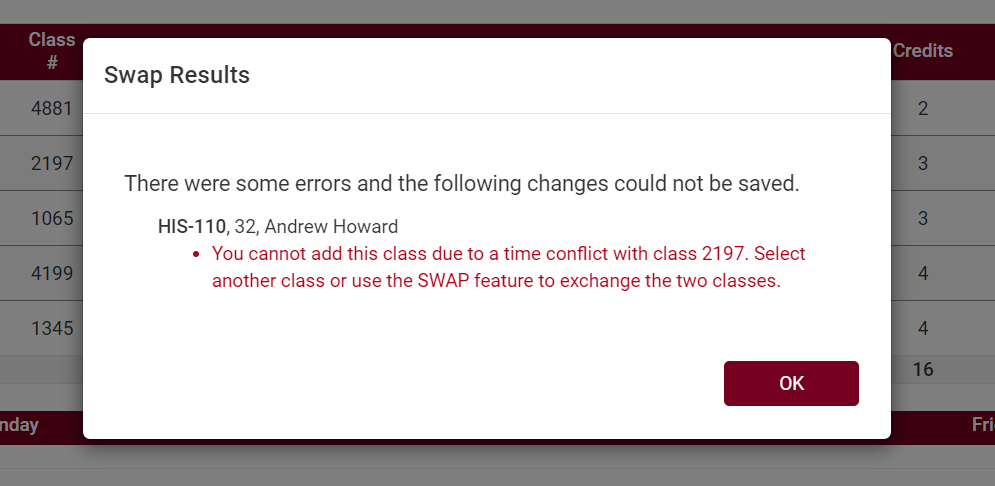 Class
#
Credits
Swap Results
4881
2
2197
3
There were some errors and the following changes could not be saved.
1065
3
HIS-110, 32, Andrew Howard
• You cannot add this class due to a time conflict with class 2197. Select
another class or use the SWAP feature to exchange the two classes.
4199
4
1345
4
16
OK
nday
Fri